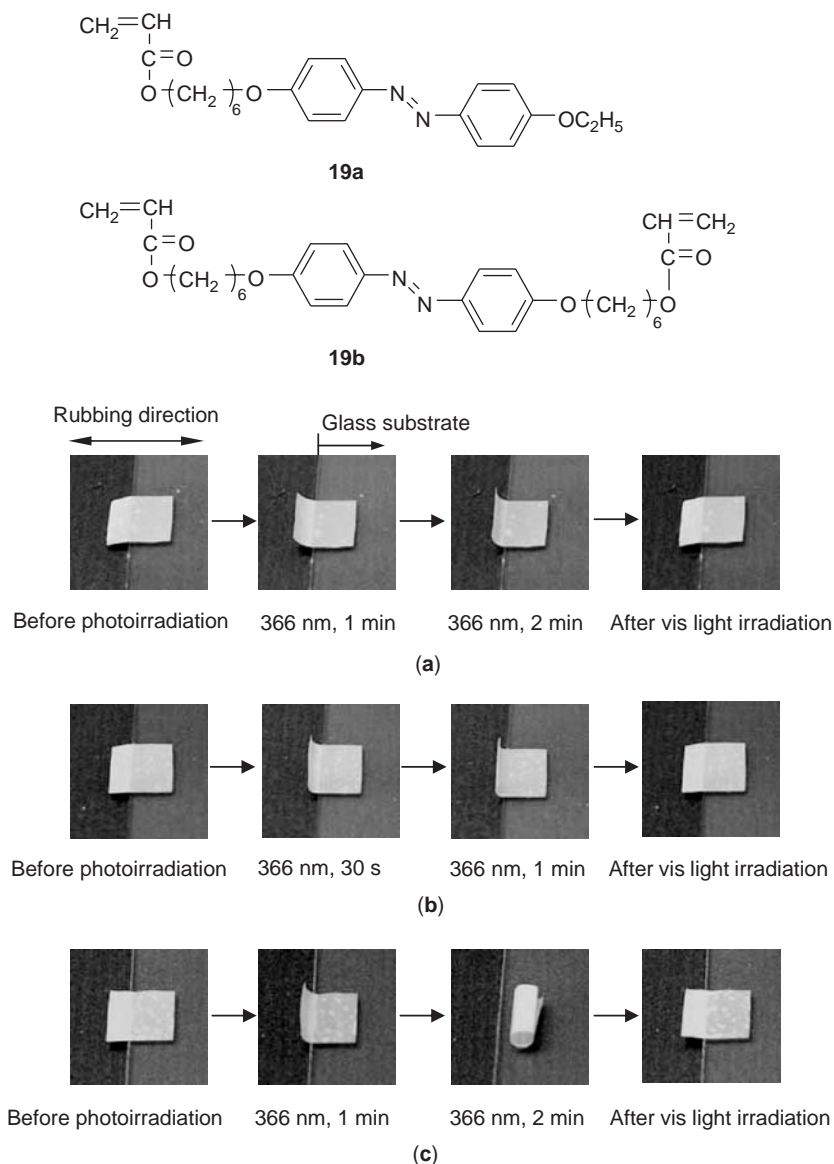 CH2=CH
C=O
O-(CH2)6-O
N=N
OC2H5
19a
CH2=CH
C=O
O-(CH2)6-O
N=N
O-(CH2)6-O
CH=CH2
C=O
19b
Rubbing direction
Glass substrate
Before photoirradiation 366 nm, 1 min 366 nm, 2 min After vis light irradiation
(a)
Before photoirradiation 366 nm, 30 s 366 nm, 1 min After vis light irradiation
(b)
Before photoirradiation 366 nm, 1 min 366 nm, 2 min After vis light irradiation
(c)